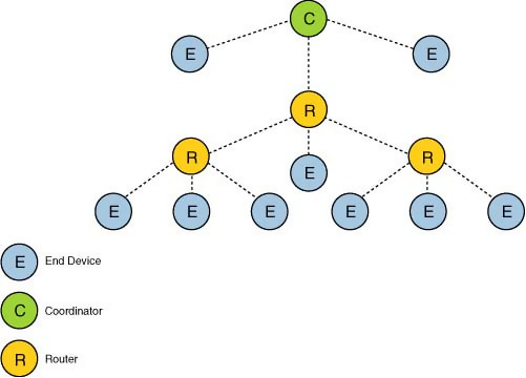 C
E E
R
R R
E
E E E E E E
E End Device
C Coordinator
R Router